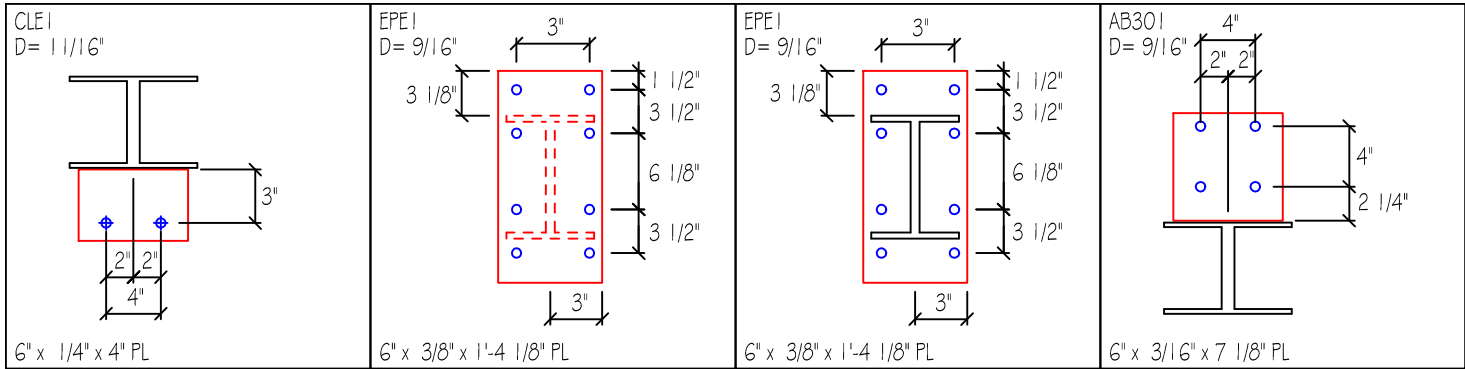 CLE1
D= 11/16"
3"
2" 2"
4"
6" x 1/4" x 4" PL
EPE1
D= 9/16"
3"
3 1/8"
1 1/2"
3 1/2"
6 1/8"
3 1/2"
3"
6" x 3/8" x 1'-4 1/8" PL
EPE1
D= 9/16"
3"
3 1/8"
1 1/2"
3 1/2"
6 1/8"
3 1/2"
3"
6" x 3/8" x 1'-4 1/8" PL
AB301
D= 9/16"
4"
2" 2"
4"
2 1/4"
6" x 3/16" x 7 1/8" PL